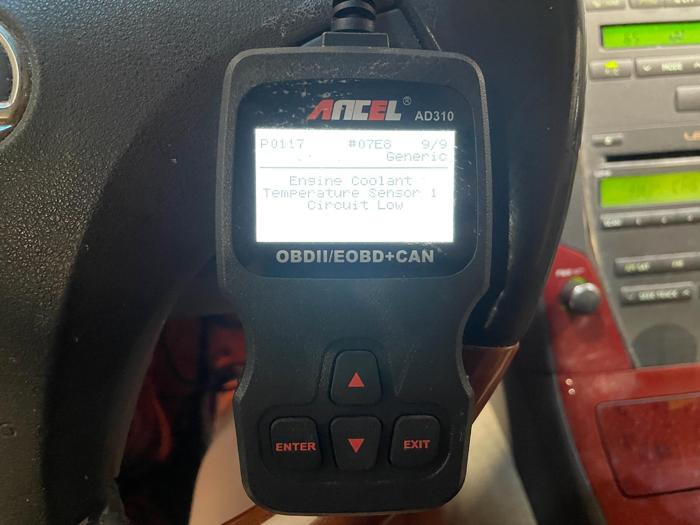 ANCEL®
AD310
P0117 #07E8 9/9
Generic
Engine Coolant
Temperature Sensor 1
Circuit Low
OBDII/EOBD+CAN
ENTER
EXIT
MODE